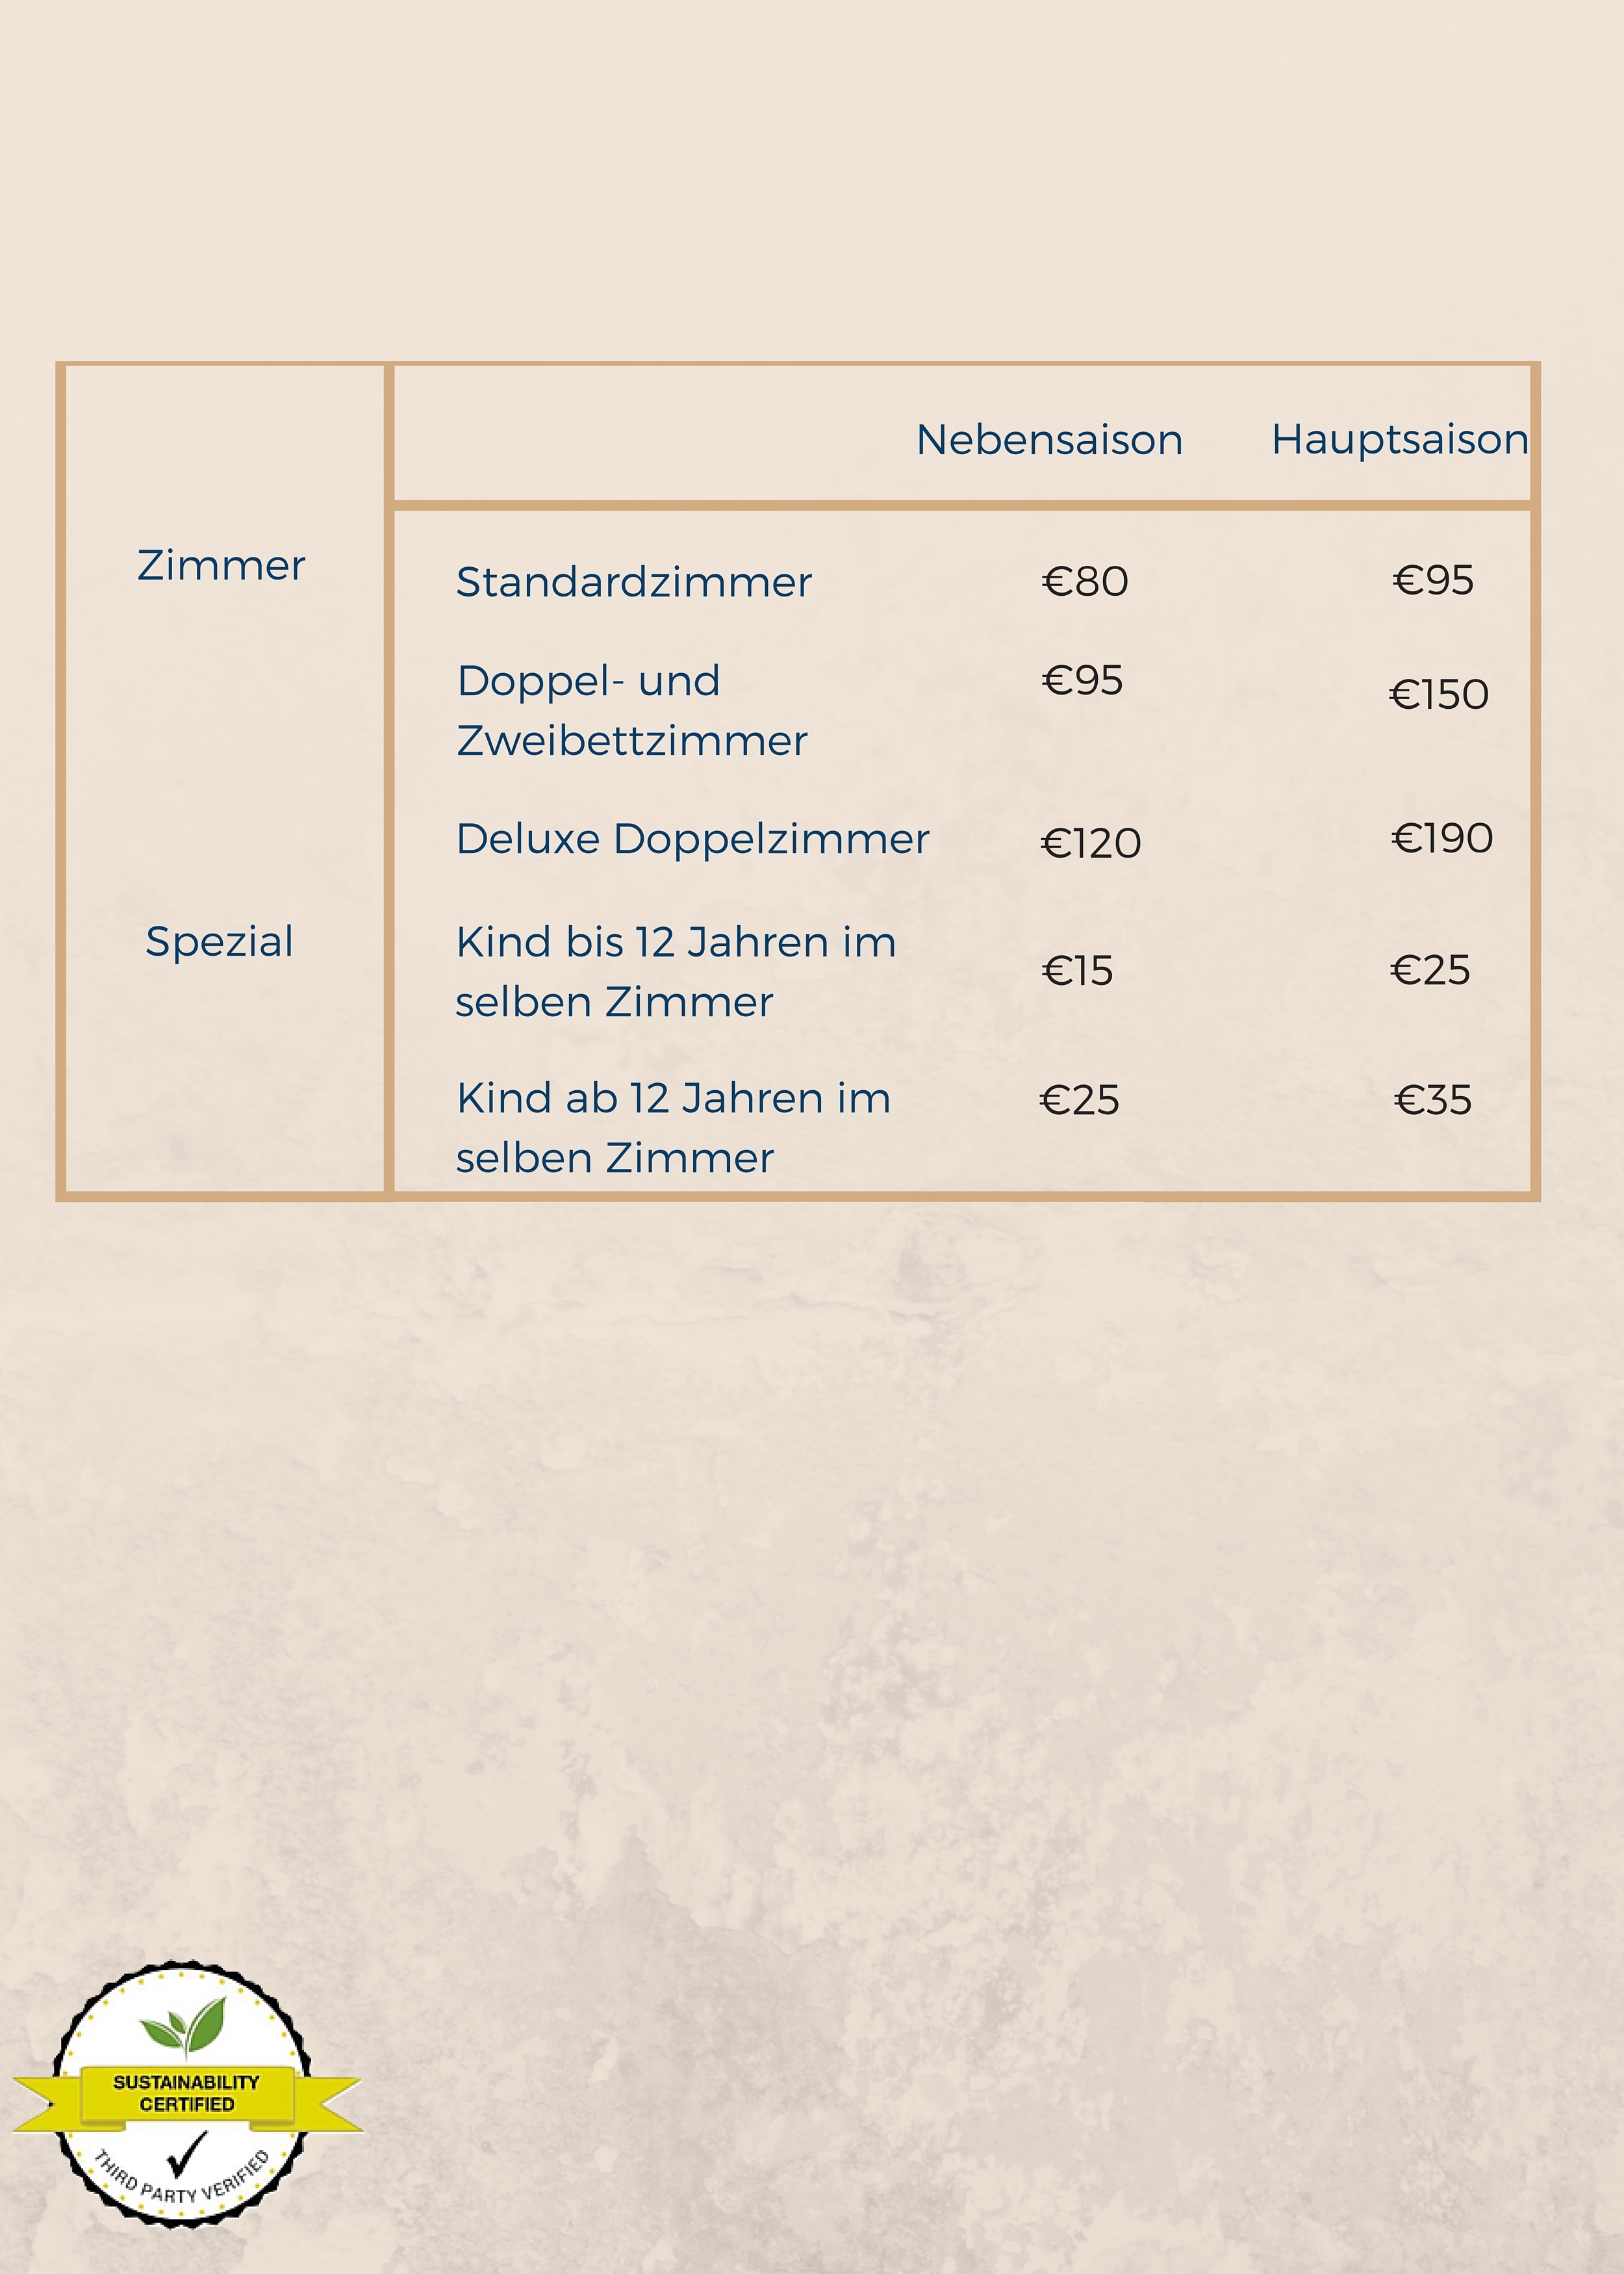 Nebensaison Hauptsaison
Zimmer
Standardzimmer €80 €95
Doppel- und €95 €150
Zweibettzimmer
Deluxe Doppelzimmer €120 €190
Spezial
Kind bis 12 Jahren im
selben Zimmer €15 €25
Kind ab 12 Jahren im €25 €35
selben Zimmer
SUSTAINABILITY
CERTIFIED
THIRD PARTY VERIFIED